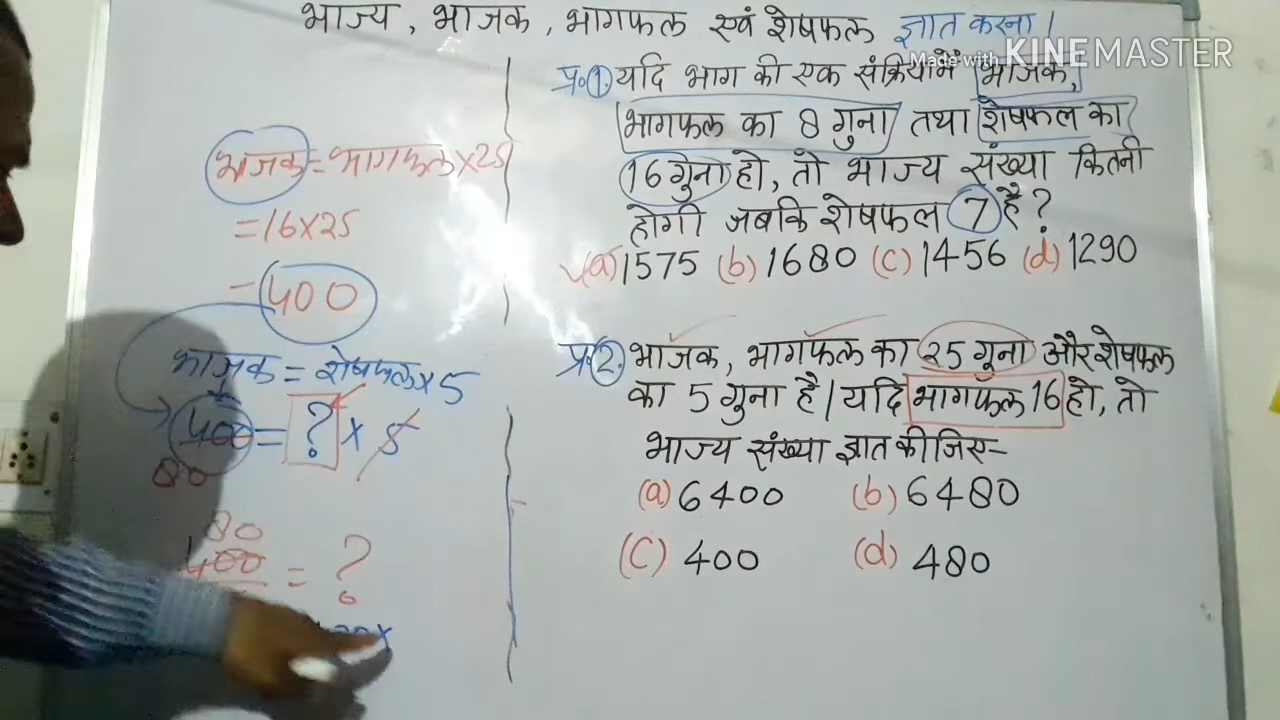 भाज्य, भाजक, भागफल एवं शेषफल ज्ञात करना।
Made with KINEMASTER
प्र.1. यदि भाग की एक संक्रिया में भाजक,
भागफल का 8 गुना तथा शेषफल का
16 गुना हो, तो भाज्य संख्या कितनी
होगी जबकि शेषफल 7 है?
(a) 1575 (b) 1680 (c) 1456 (d) 1290
प्र.2. भाजक, भागफल का 25 गुना और शेषफल
का 5 गुना है। यदि भागफल 16 हो, तो
भाज्य संख्या ज्ञात कीजिए-
(a) 6400 (b) 6480
(c) 400 (d) 480
भाजक = भागफल × 25
= 16 × 25
= 400
भाजक = शेषफल × 5
400 = ? × 5
80
80
400 = ?